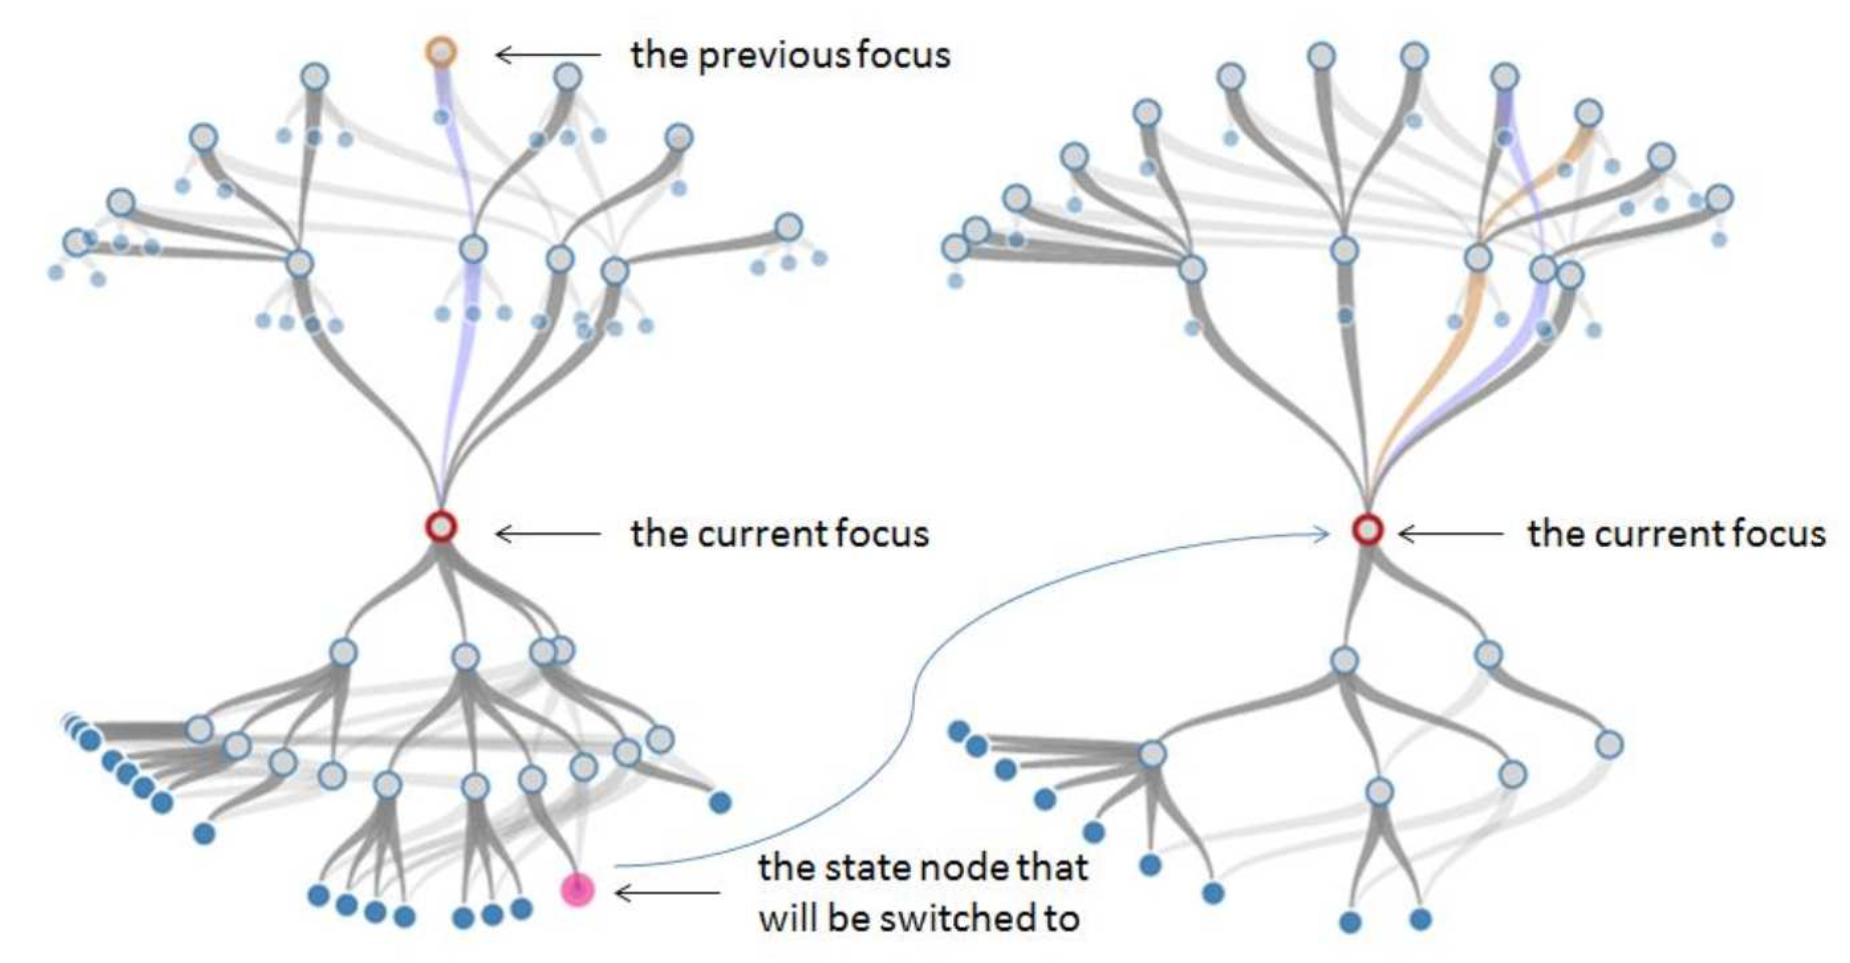 the previous focus
the current focus
the current focus
the state node that
will be switched to